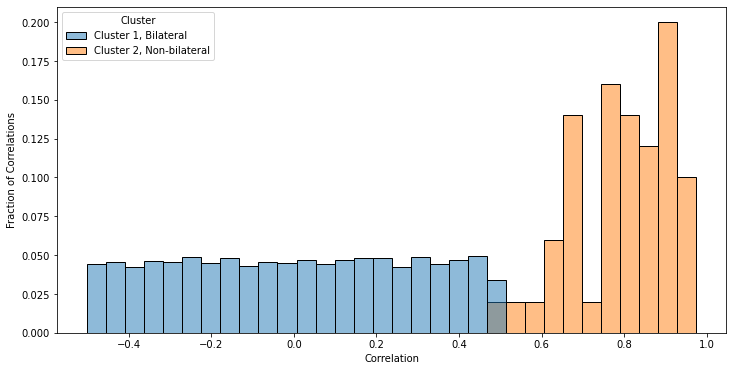 Cluster
Cluster 1, Bilateral
Cluster 2, Non-bilateral
0.200
0.175
0.150
0.125
0.100
0.075
0.050
0.025
0.000
Fraction of Correlations
−0.4 −0.2 0.0 0.2 0.4 0.6 0.8 1.0
Correlation